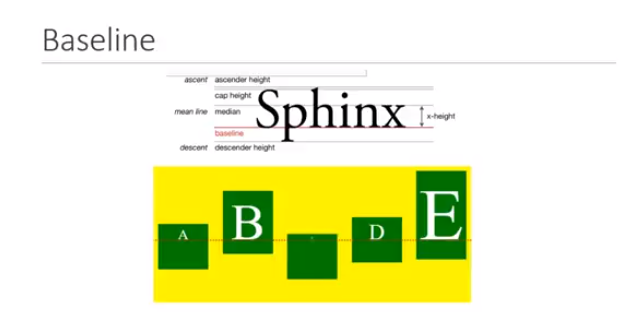 Baseline
ascent ascender height
cap height
Sphinx
mean line median
x-height
baseline
descent descender height
A B D E